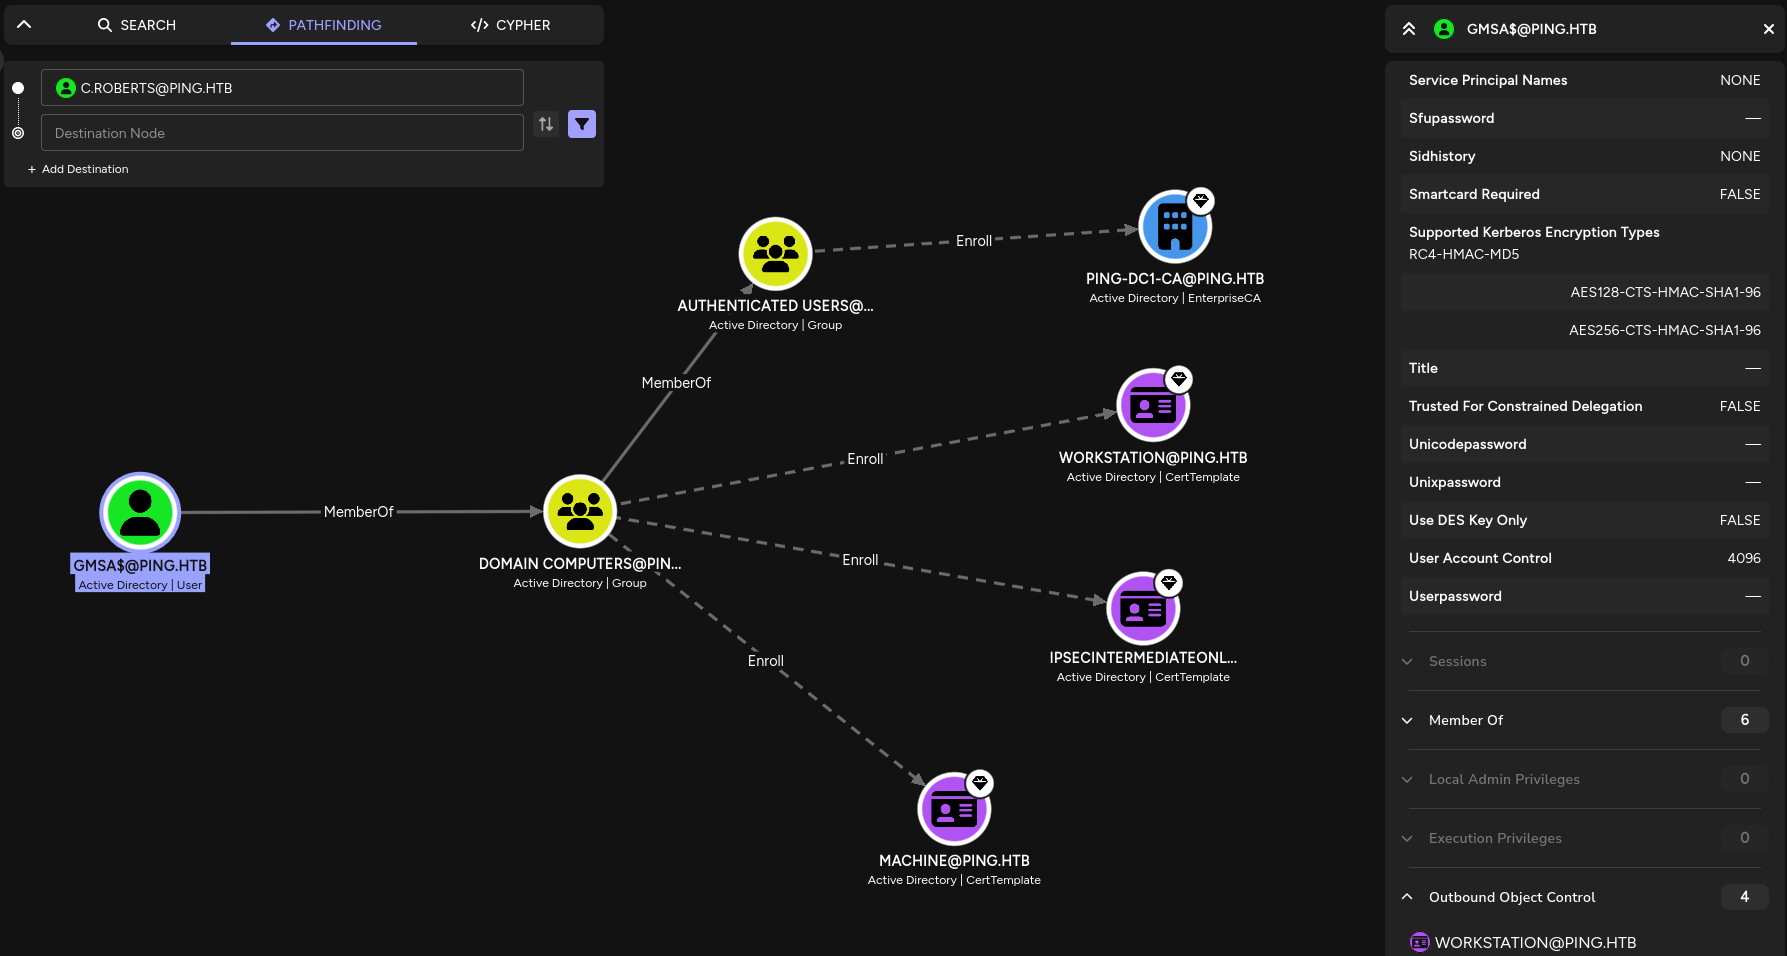 SEARCH
PATHFINDING
</> CYPHER
C.ROBERTS@PING.HTB
Destination Node
+ Add Destination
GMSA$@PING.HTB
Active Directory | User
MemberOf
DOMAIN COMPUTERS@PIN...
Active Directory | Group
MemberOf
AUTHENTICATED USERS@...
Active Directory | Group
Enroll
PING-DC1-CA@PING.HTB
Active Directory | EnterpriseCA
Enroll
WORKSTATION@PING.HTB
Active Directory | CertTemplate
Enroll
IPSECINTERMEDIATEONL...
Active Directory | CertTemplate
Enroll
MACHINE@PING.HTB
Active Directory | CertTemplate
GMSA$@PING.HTB
Service Principal Names NONE
Sfupassword —
Sidhistory NONE
Smartcard Required FALSE
Supported Kerberos Encryption Types
RC4-HMAC-MD5
AES128-CTS-HMAC-SHA1-96
AES256-CTS-HMAC-SHA1-96
Title —
Trusted For Constrained Delegation FALSE
Unicodepassword —
Unixpassword —
Use DES Key Only FALSE
User Account Control 4096
Userpassword —
Sessions 0
Member Of 6
Local Admin Privileges 0
Execution Privileges 0
Outbound Object Control 4
WORKSTATION@PING.HTB